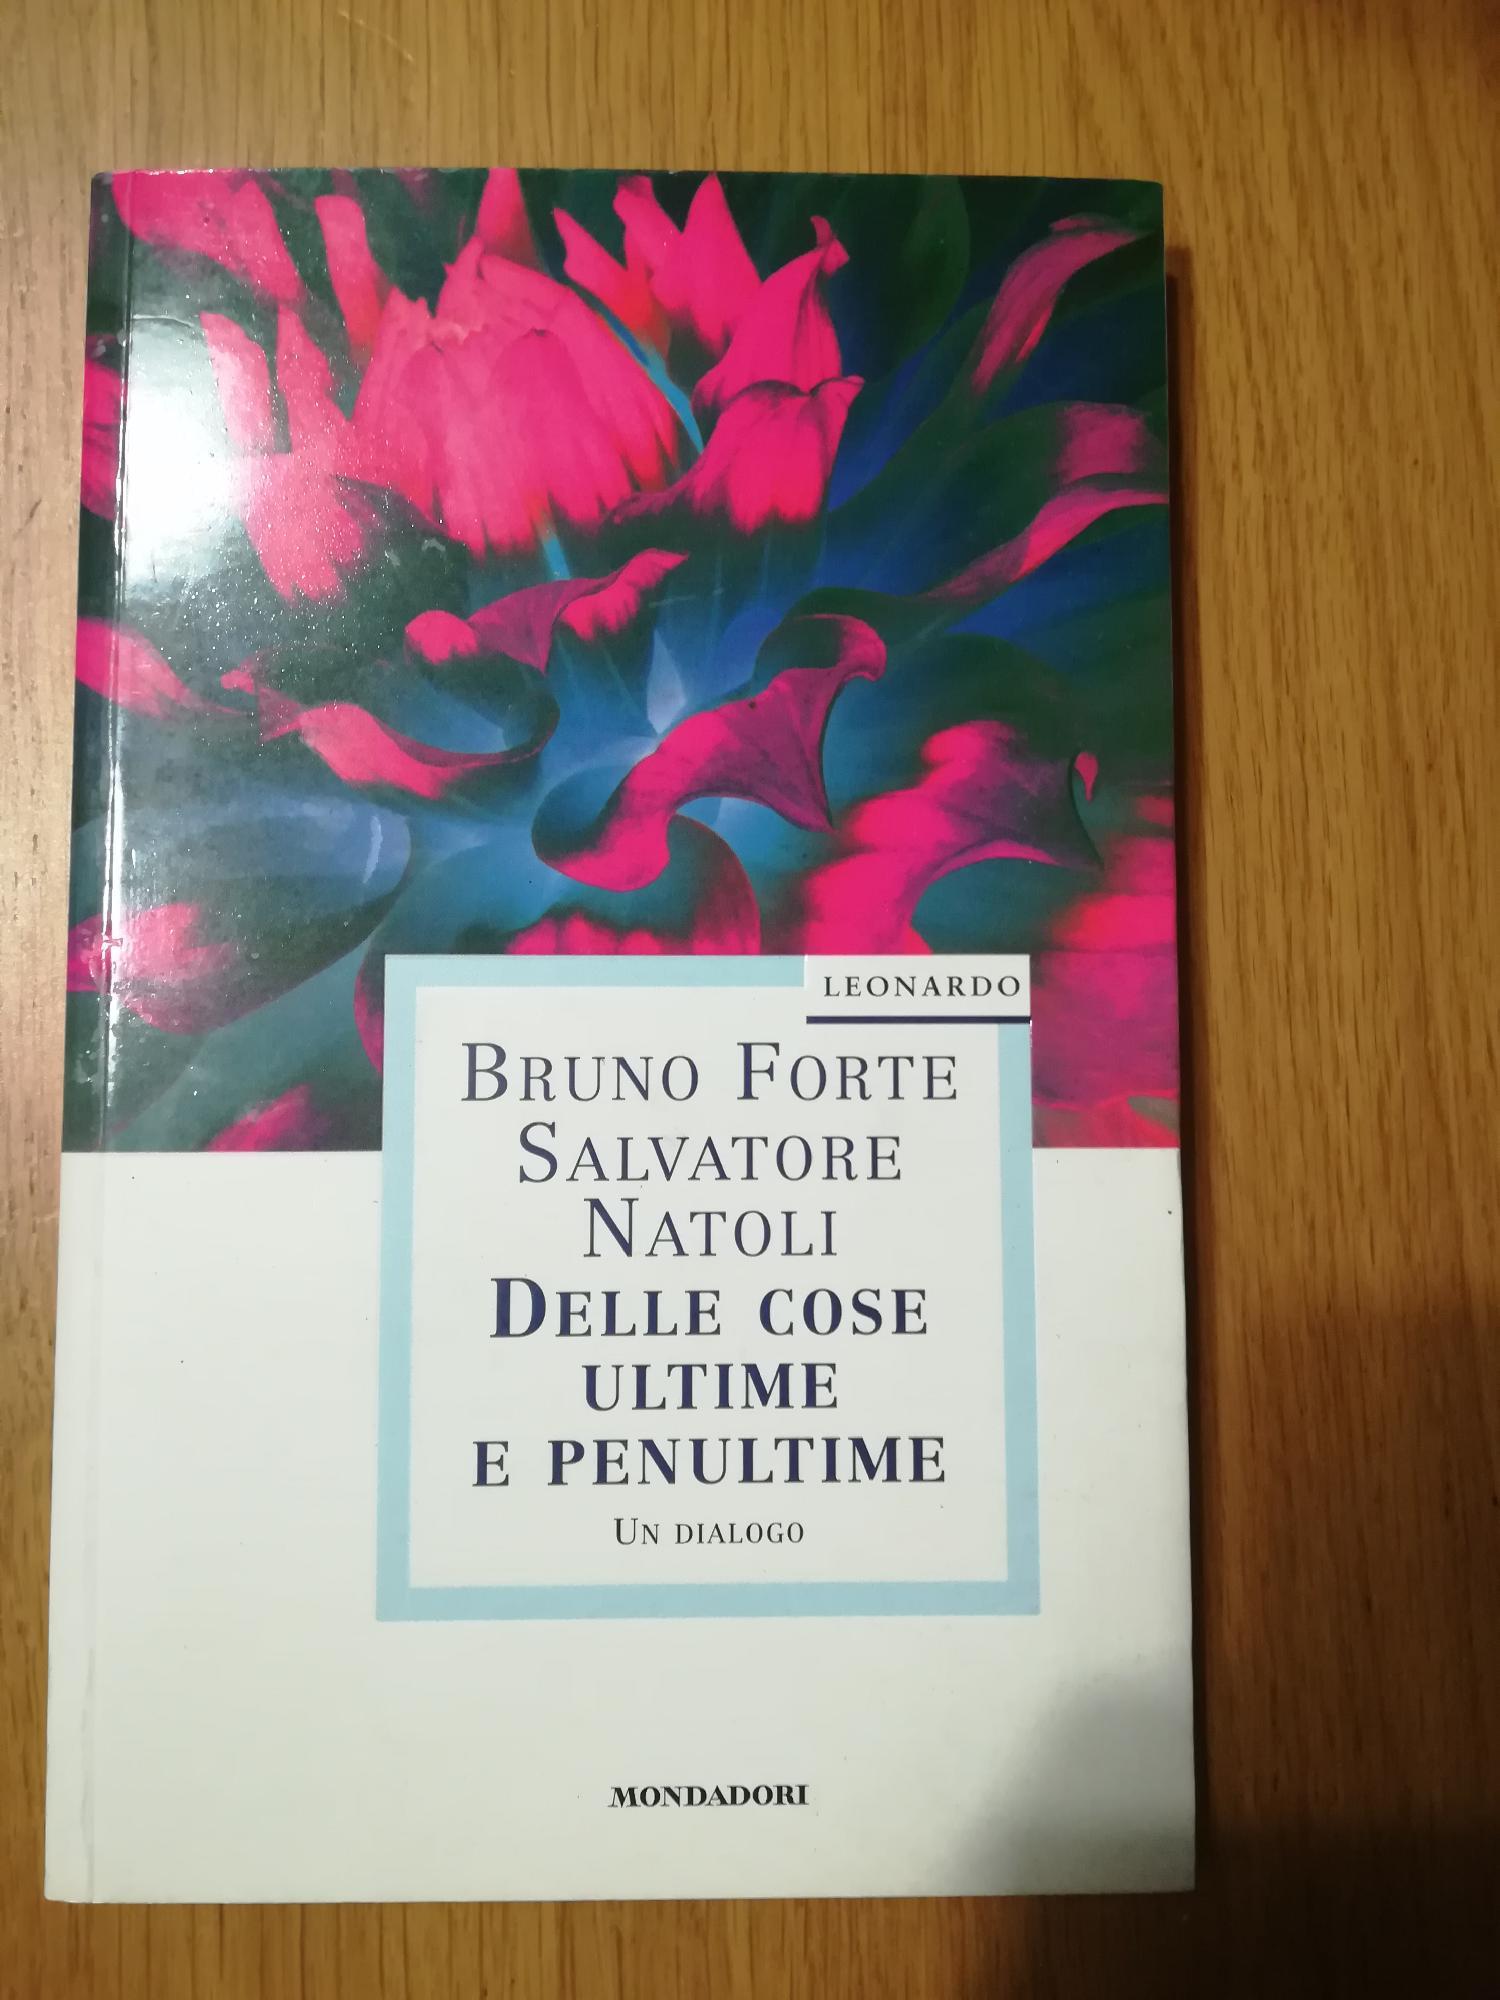 LEONARDO
BRUNO FORTE
SALVATORE
NATOLI
DELLE COSE
ULTIME
E PENULTIME
UN DIALOGO
MONDADORI